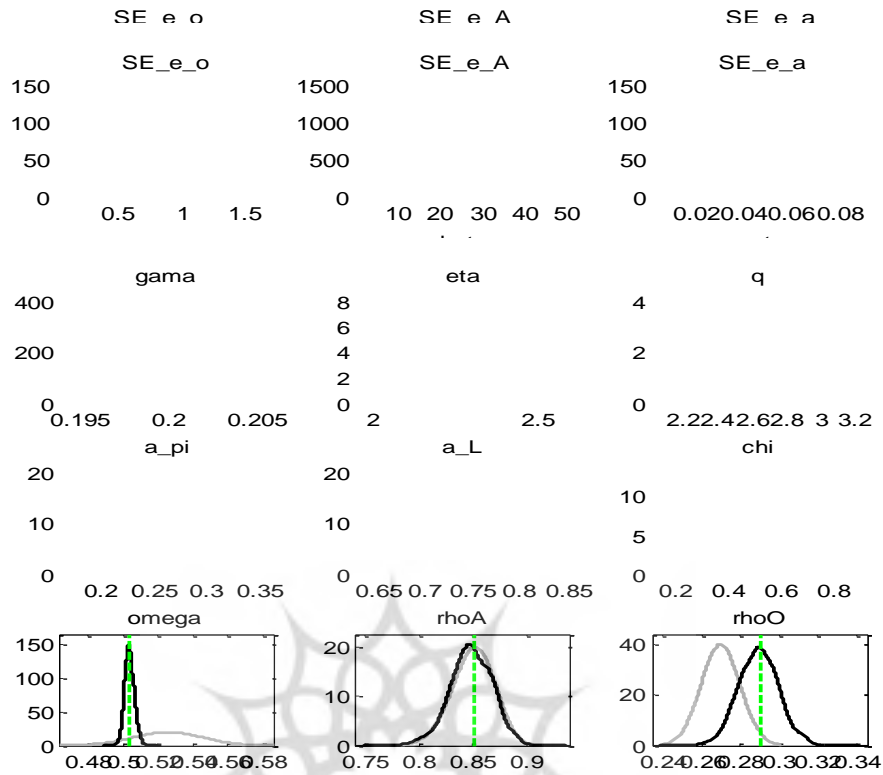 SE_e_o SE_e_A SE_e_a
SE_e_o SE_e_A SE_e_a
150 1500 150
100 1000 100
50 500 50
0 0 0
0.5 1 1.5 10 20 30 40 50 0.020.040.060.08
gama eta q
400 8 4
6
200 4 2
2
0 0 0
0.195 0.2 0.205 2 2.5 2.22.42.62.8 3 3.2
a_pi a_L chi
20 20 10
10 10 5
0 0 0
0.2 0.25 0.3 0.35 0.65 0.7 0.75 0.8 0.85 0.2 0.4 0.6 0.8
omega rhoA rhoO
150 20 40
100 10 20
50
0 0 0
0.48 0.5 0.52 0.54 0.56 0.58 0.75 0.8 0.85 0.9 0.24 0.26 0.28 0.3 0.32 0.34